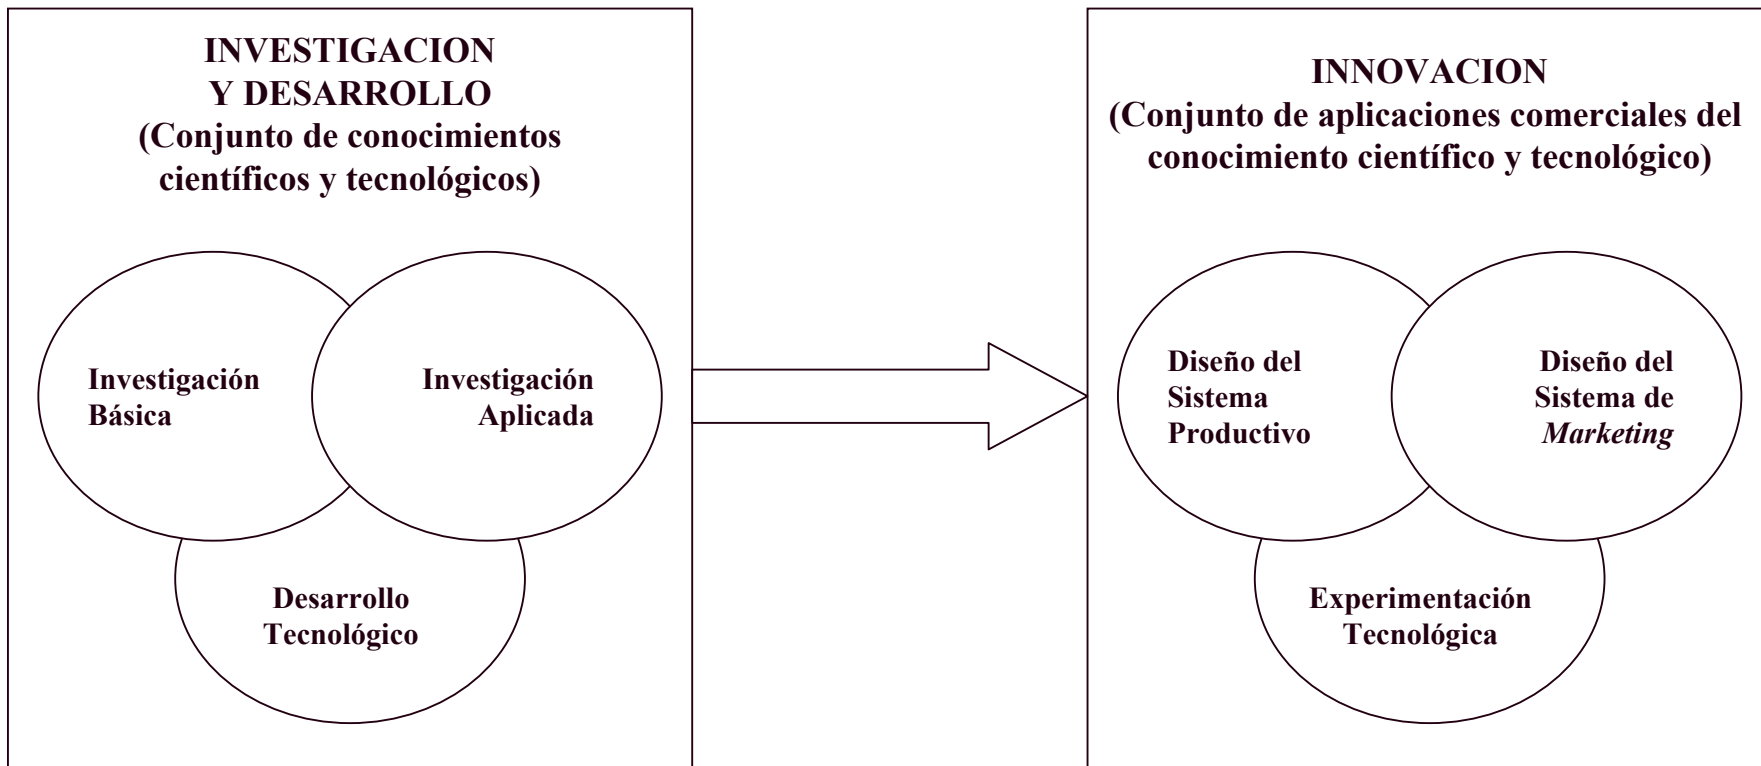 INVESTIGACION
Y DESARROLLO
(Conjunto de conocimientos
científicos y tecnológicos)
Investigación
Básica
Investigación
Aplicada
Desarrollo
Tecnológico
INNOVACION
(Conjunto de aplicaciones comerciales del
conocimiento científico y tecnológico)
Diseño del
Sistema
Productivo
Diseño del
Sistema de
Marketing
Experimentación
Tecnológica